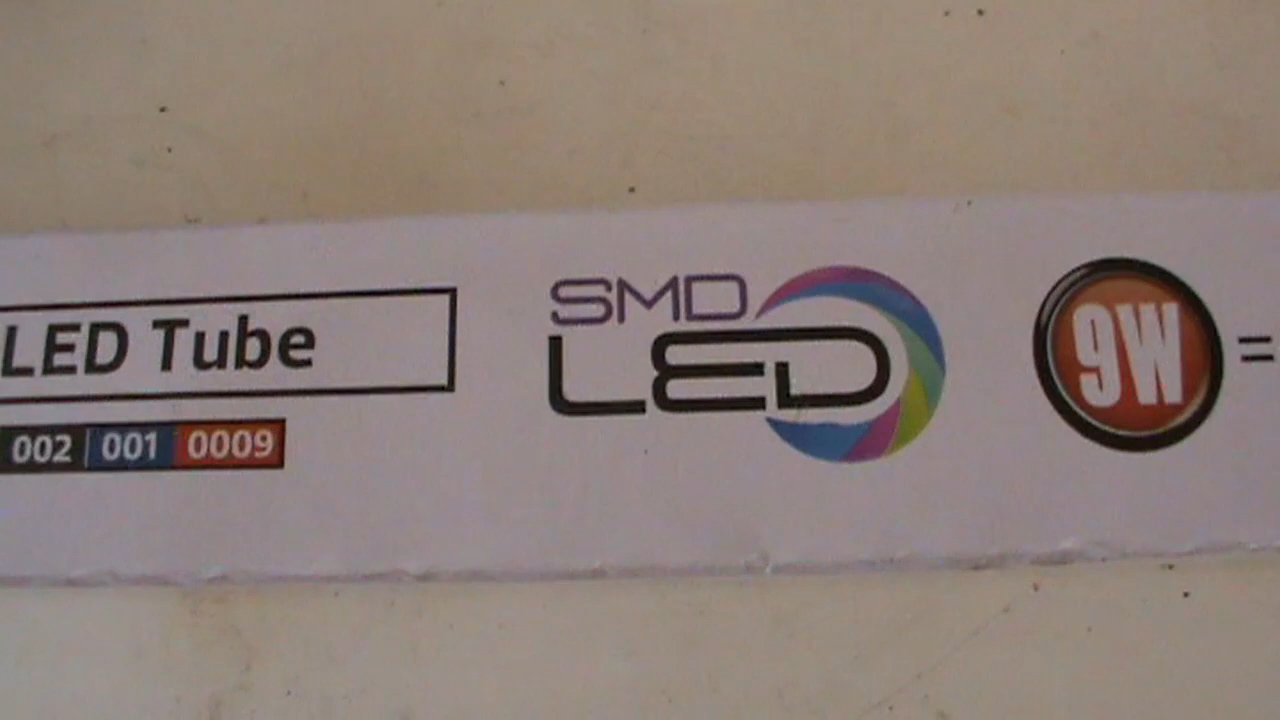 LED Tube
002 001 0009
SMD
LED
9W =